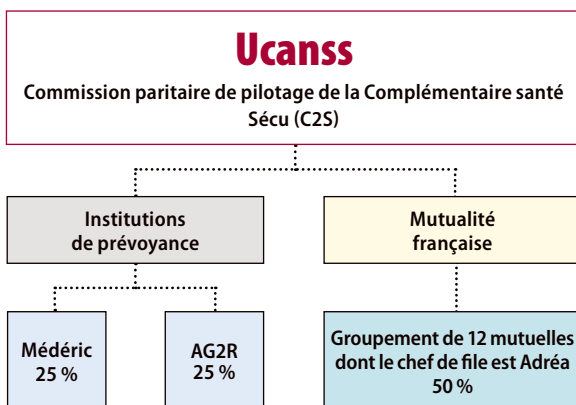 Ucanss
Commission paritaire de pilotage de la Complémentaire santé
Sécu (C2S)
Institutions
de prévoyance
Mutualité
française
Médéric
25 %
AG2R
25 %
Groupement de 12 mutuelles
dont le chef de file est Adréa
50 %